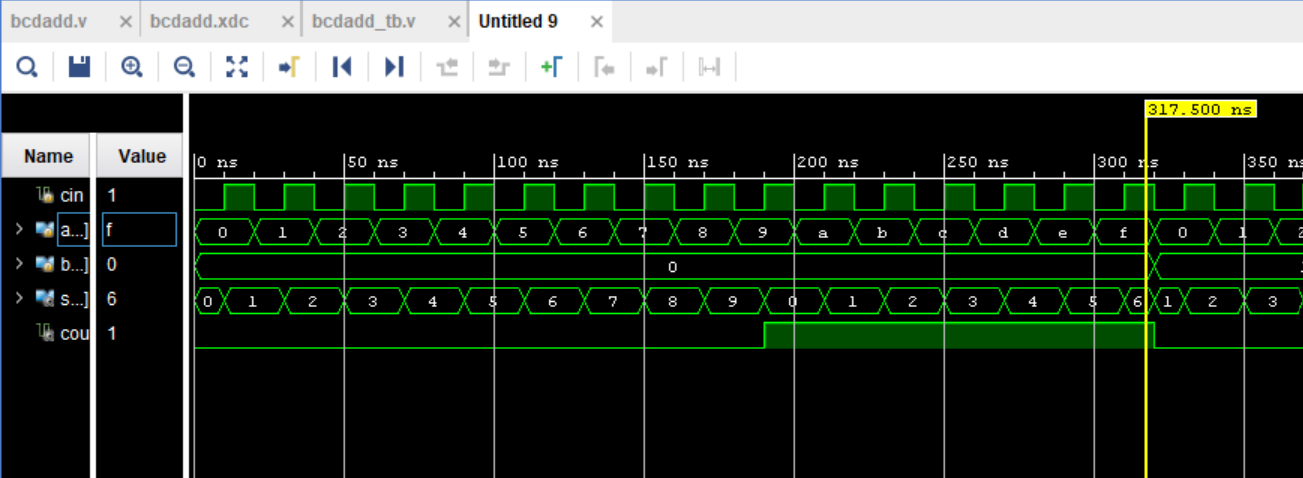 bcdadd.v × bcdadd.xdc × bcdadd_tb.v × Untitled 9 ×
317.500 ns
Name Value 0 ns 50 ns 100 ns 150 ns 200 ns 250 ns 300 ns 350 ns
cin 1
a...] f 0 1 2 3 4 5 6 7 8 9 a b c d e f 0 1 2
b...] 0 0
s...] 6 0 1 2 3 4 5 6 7 8 9 0 1 2 3 4 5 6 1 2 3
cou 1